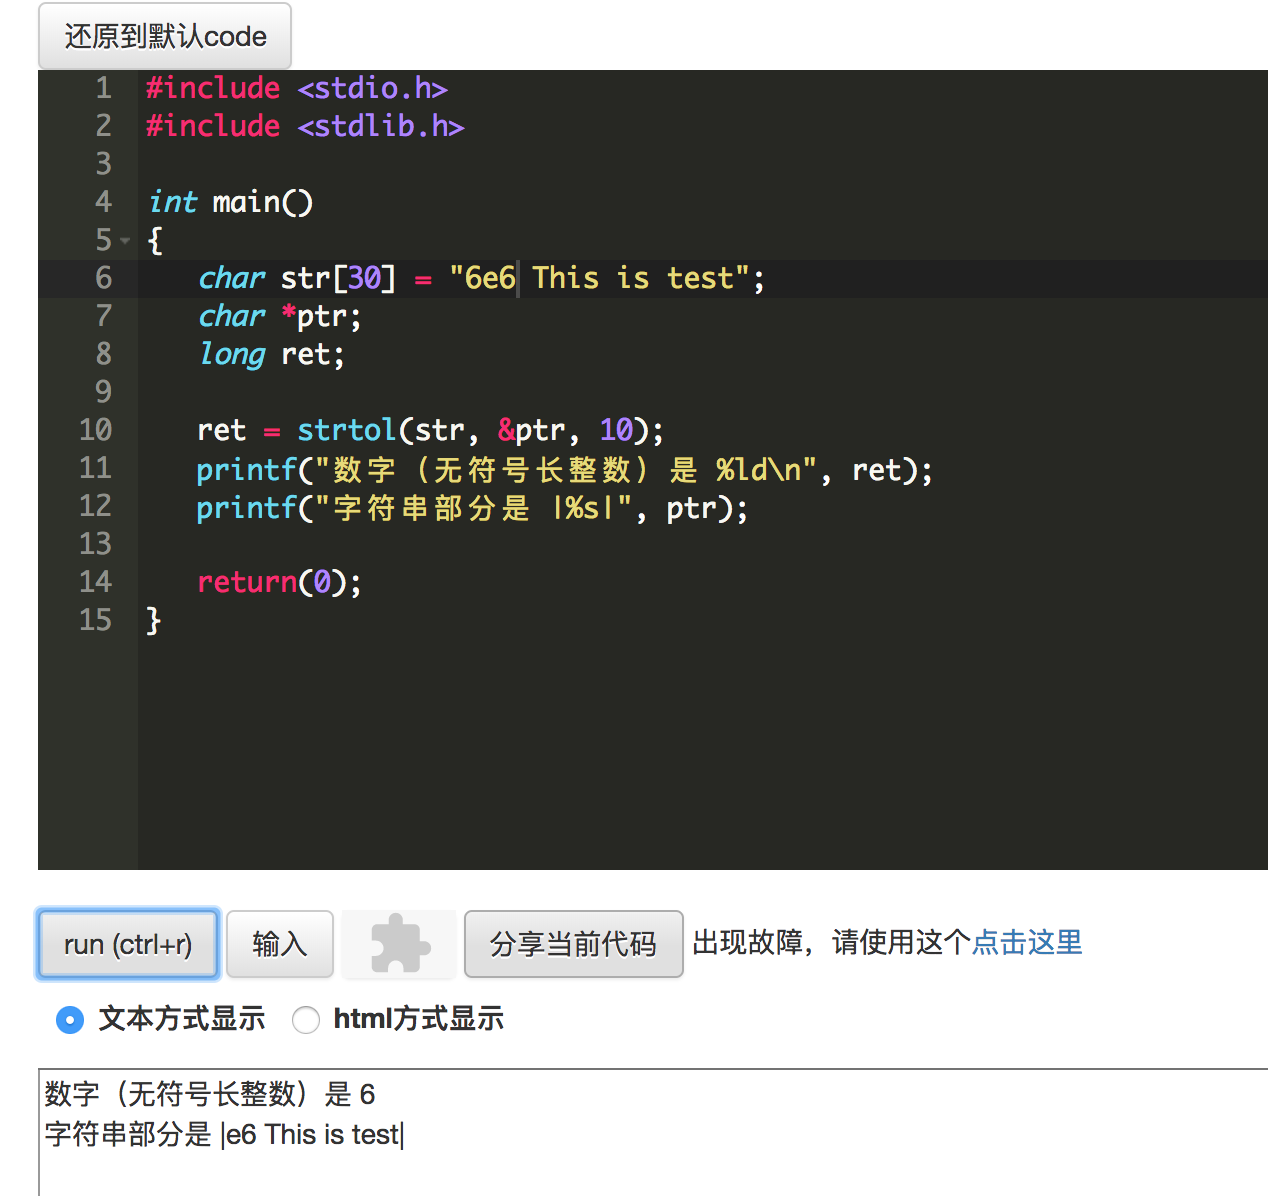 还原到默认code
1 #include <stdio.h>
2 #include <stdlib.h>
3
4 int main()
5 {
6    char str[30] = "6e6 This is test";
7    char *ptr;
8    long ret;
9
10    ret = strtol(str, &ptr, 10);
11    printf("数字（无符号长整数）是 %ld\n", ret);
12    printf("字符串部分是 |%s|", ptr);
13
14    return(0);
15 }
run (ctrl+r) 输入 分享当前代码 出现故障，请使用这个点击这里
文本方式显示 html方式显示
数字（无符号长整数）是 6
字符串部分是 |e6 This is test|